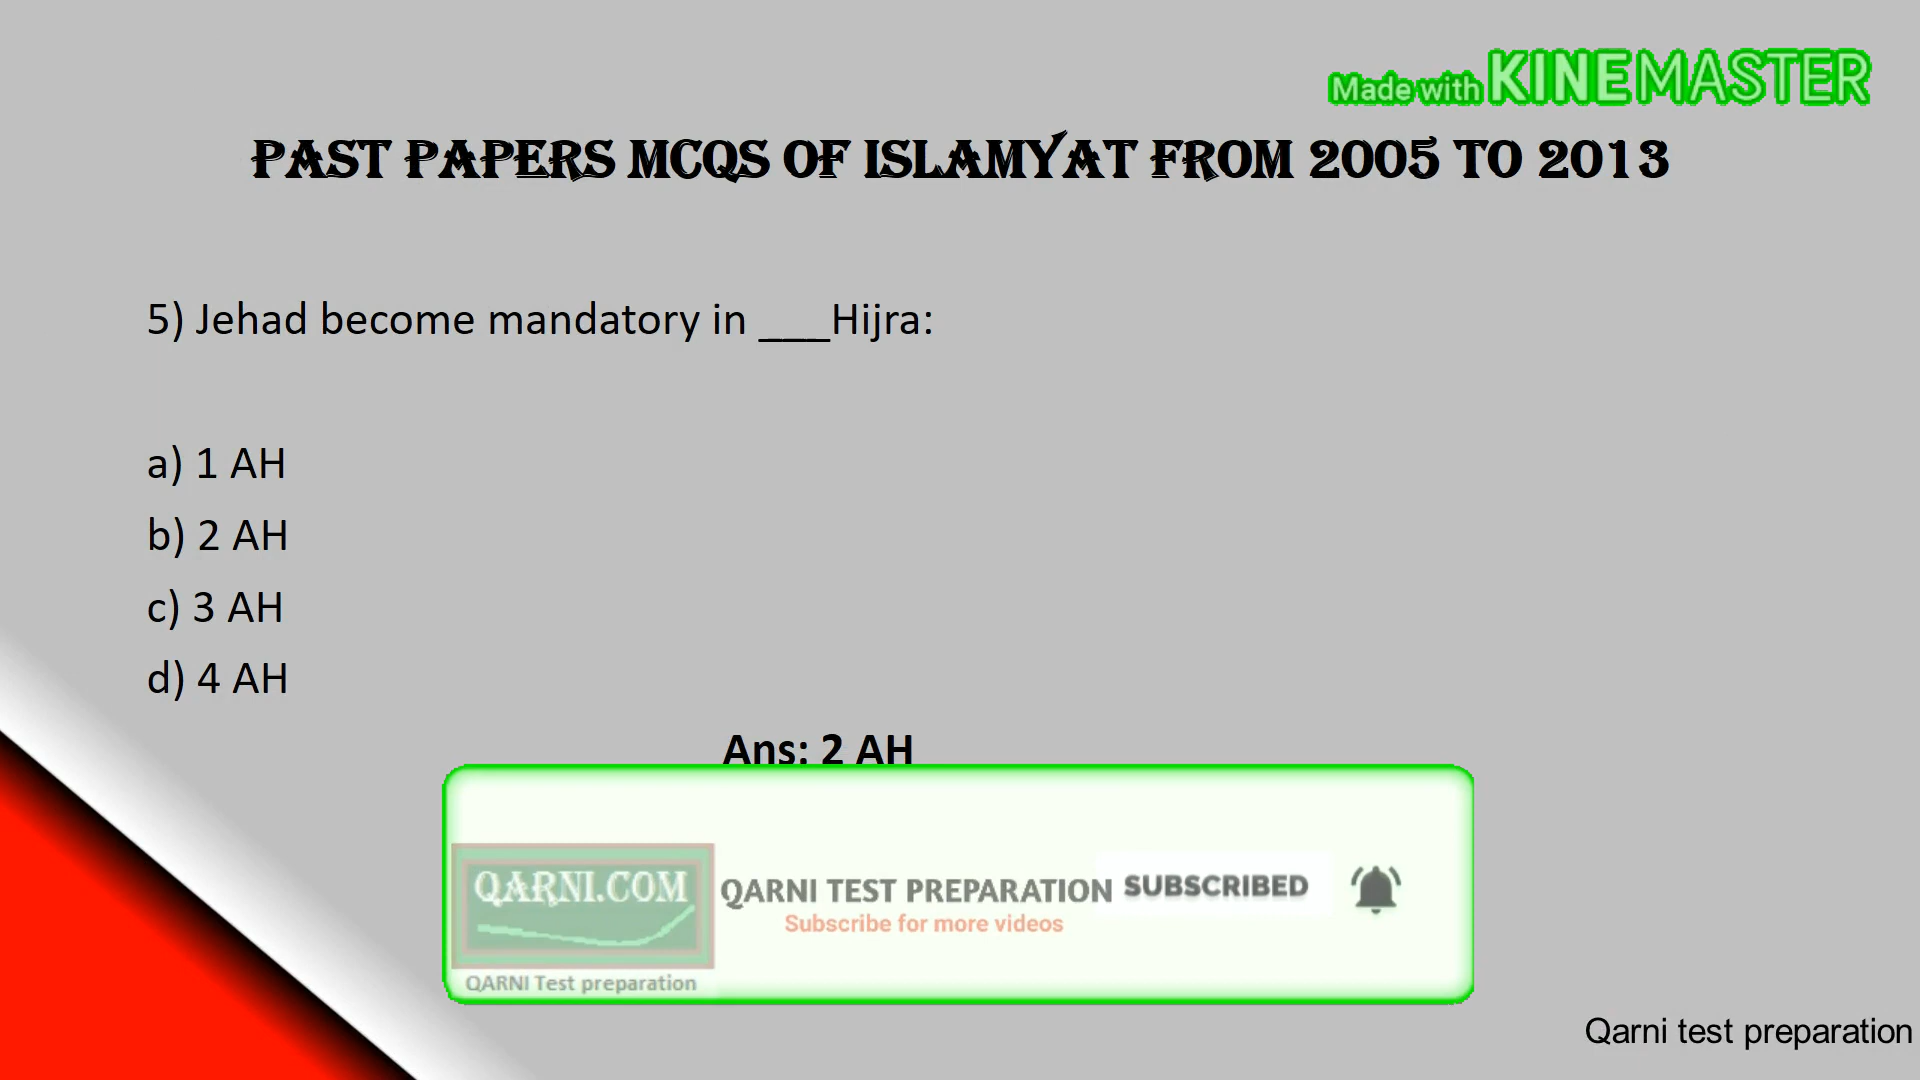 Made with KINEMASTER
PAST PAPERS MCQS OF ISLAMYAT FROM 2005 TO 2013
5) Jehad become mandatory in ___Hijra:
a) 1 AH
b) 2 AH
c) 3 AH
d) 4 AH
Ans: 2 AH
QARNI.COM
QARNI TEST PREPARATION SUBSCRIBED
Subscribe for more videos
QARNI Test preparation
Qarni test preparation